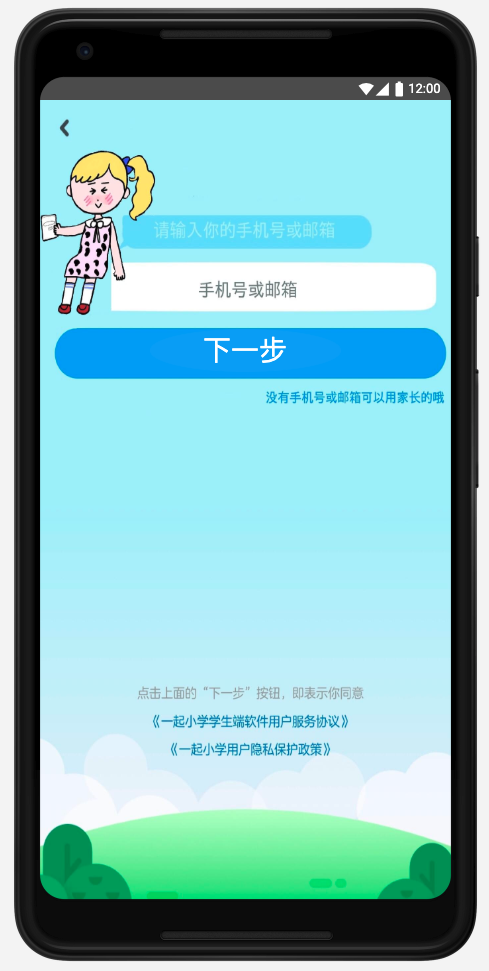 12:00
请输入你的手机号或邮箱
手机号或邮箱
下一步
没有手机号或邮箱可以用家长的哦
点击上面的“下一步”按钮，即表示你同意
《一起小学学生端软件用户服务协议》
《一起小学用户隐私保护政策》